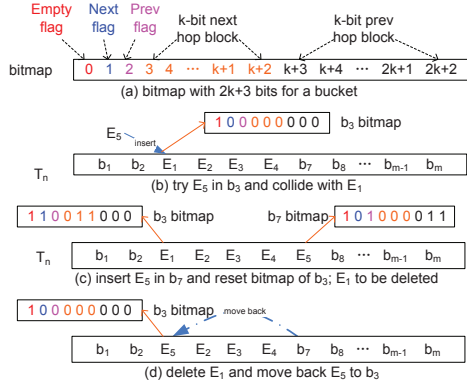 Empty flag Next flag Prev flag k-bit next hop block k-bit prev hop block
bitmap 0 1 2 3 4 ··· k+1 k+2 k+3 k+4 ··· 2k+1 2k+2
(a) bitmap with 2k+3 bits for a bucket
1 0 0 0 0 0 0 0 0 b3 bitmap
E5 insert
Tn b1 b2 E1 E2 E3 E4 b7 b8 ··· bm-1 bm
(b) try E5 in b3 and collide with E1
1 1 0 0 1 1 0 0 0 b3 bitmap b7 bitmap 1 0 1 0 0 0 0 1 1
Tn b1 b2 E1 E2 E3 E4 E5 b8 ··· bm-1 bm
(c) insert E5 in b7 and reset bitmap of b3; E1 to be deleted
1 0 0 0 0 0 0 0 0 b3 bitmap move back
b1 b2 E5 E2 E3 E4 b7 b8 ··· bm-1 bm
(d) delete E1 and move back E5 to b3